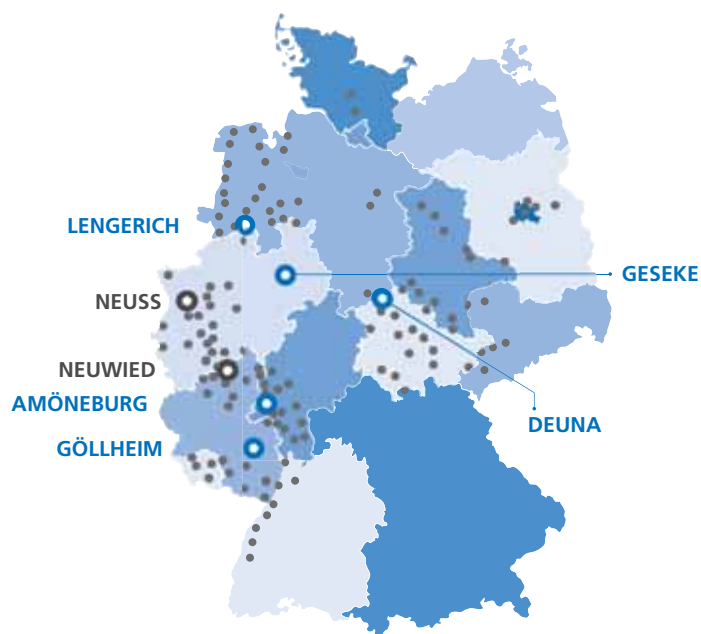 LENGERICH
GESEKE
NEUSS
NEUWIED
AMÖNEBURG
DEUNA
GÖLLHEIM